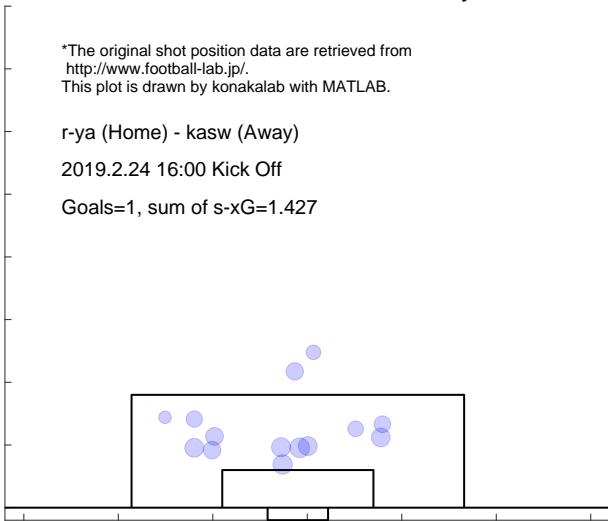 *The original shot position data are retrieved from
http://www.football-lab.jp/.
This plot is drawn by konakalab with MATLAB.
r-ya (Home) - kasw (Away)
2019.2.24 16:00 Kick Off
Goals=1, sum of s-xG=1.427